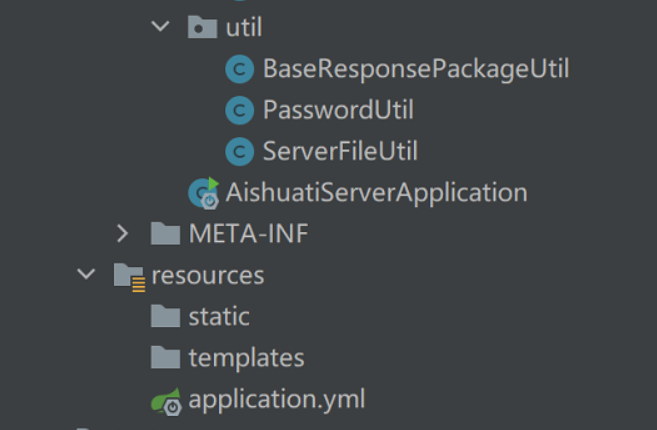 util
BaseResponsePackageUtil
PasswordUtil
ServerFileUtil
AishuatiServerApplication
META-INF
resources
static
templates
application.yml